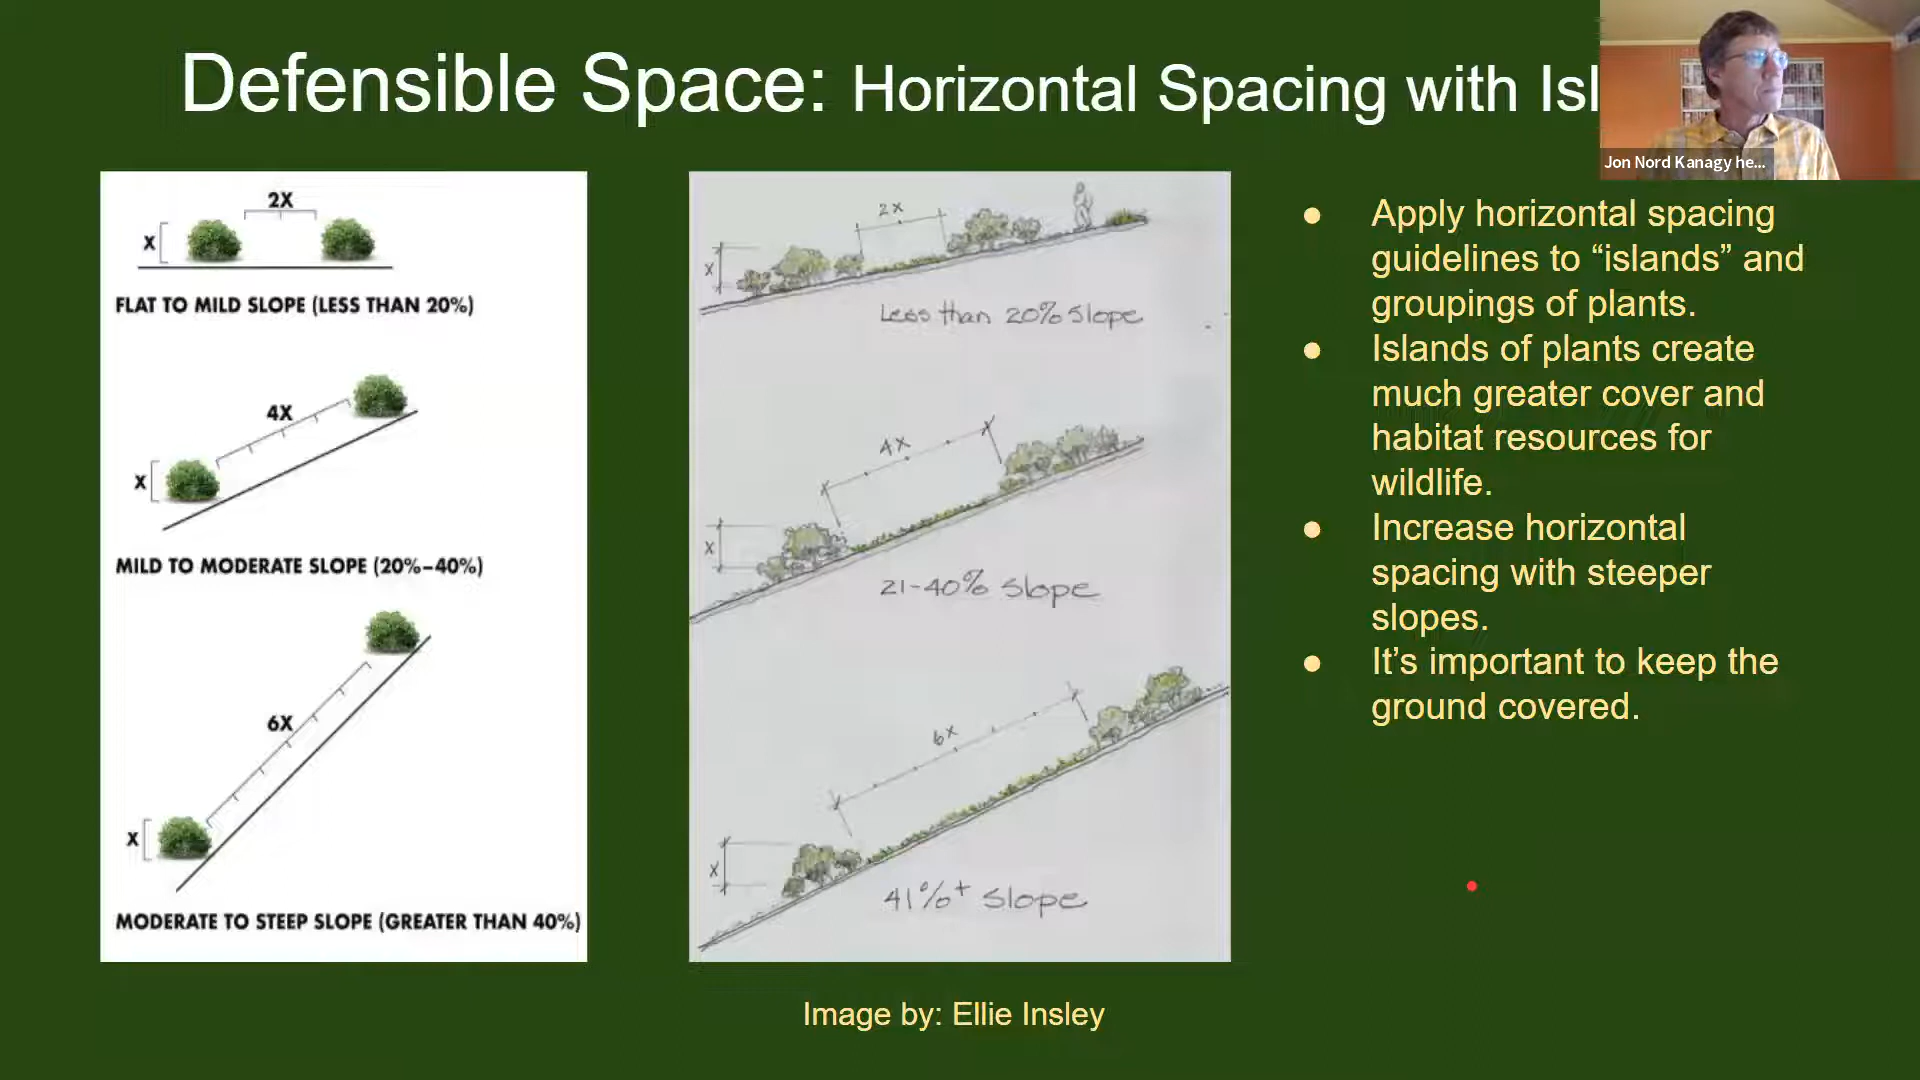 Defensible Space: Horizontal Spacing with Isl
Jon Nord Kanagy he...
2X
X
FLAT TO MILD SLOPE (LESS THAN 20%)
4X
X
MILD TO MODERATE SLOPE (20%–40%)
6X
X
MODERATE TO STEEP SLOPE (GREATER THAN 40%)
2X
X
Less than 20% Slope
4X
X
21-40% Slope
6X
X
41%+ Slope
Image by: Ellie Insley
● Apply horizontal spacing
guidelines to “islands” and
groupings of plants.
● Islands of plants create
much greater cover and
habitat resources for
wildlife.
● Increase horizontal
spacing with steeper
slopes.
● It’s important to keep the
ground covered.